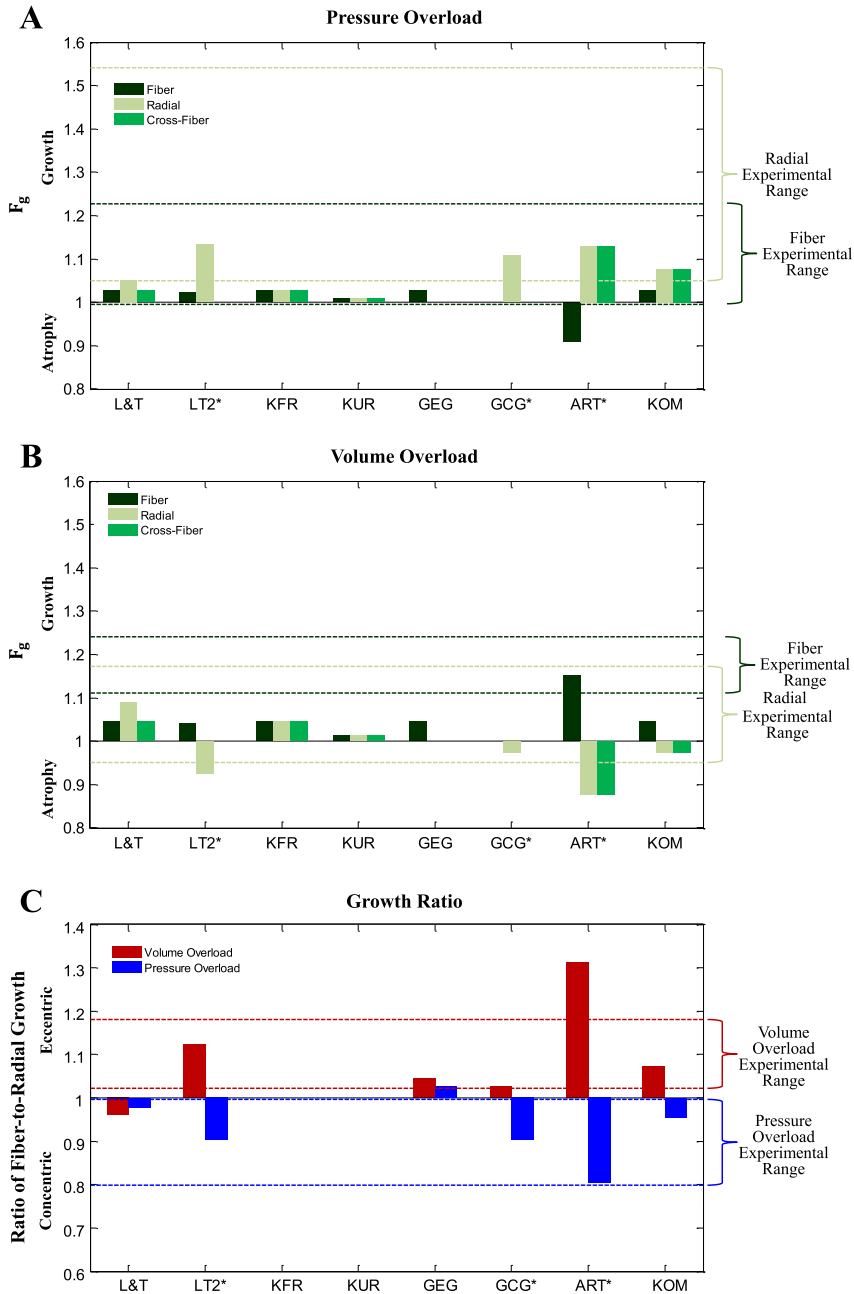 A
Pressure Overload
1.6
1.5
1.4
1.3
1.2
1.1
1
0.9
0.8
Growth
F_g
Atrophy
Fiber
Radial
Cross-Fiber
Radial
Experimental
Range
Fiber
Experimental
Range
L&T LT2* KFR KUR GEG GCG* ART* KOM
B
Volume Overload
1.6
1.5
1.4
1.3
1.2
1.1
1
0.9
0.8
Growth
F_g
Atrophy
Fiber
Radial
Cross-Fiber
Fiber
Experimental
Range
Radial
Experimental
Range
L&T LT2* KFR KUR GEG GCG* ART* KOM
C
Growth Ratio
1.4
1.3
1.2
1.1
1
0.9
0.8
0.7
0.6
Ratio of Fiber-to-Radial Growth
Eccentric
Concentric
Volume Overload
Pressure Overload
Volume
Overload
Experimental
Range
Pressure
Overload
Experimental
Range
L&T LT2* KFR KUR GEG GCG* ART* KOM